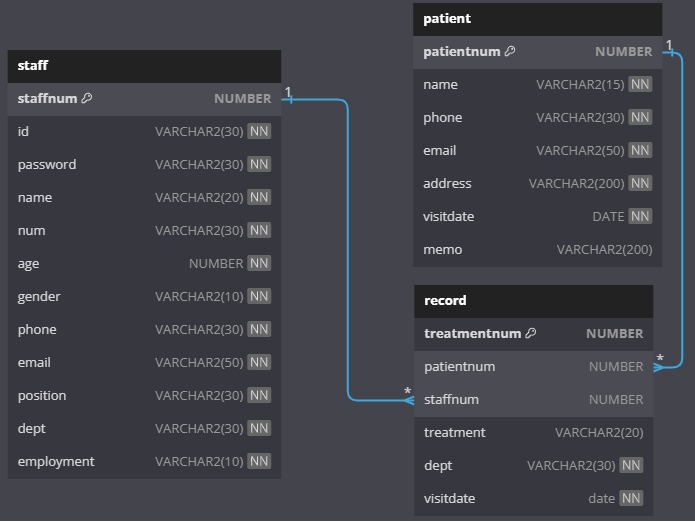 staff
staffnum NUMBER
id VARCHAR2(30) NN
password VARCHAR2(30) NN
name VARCHAR2(20) NN
num VARCHAR2(30) NN
age NUMBER NN
gender VARCHAR2(10) NN
phone VARCHAR2(30) NN
email VARCHAR2(50) NN
position VARCHAR2(30) NN
dept VARCHAR2(30) NN
employment VARCHAR2(10) NN
1
*
patient
patientnum NUMBER
name VARCHAR2(15) NN
phone VARCHAR2(30) NN
email VARCHAR2(50) NN
address VARCHAR2(200) NN
visitdate DATE NN
memo VARCHAR2(200)
1
*
record
treatmentnum NUMBER
patientnum NUMBER
staffnum NUMBER
treatment VARCHAR2(20)
dept VARCHAR2(30) NN
visitdate date NN